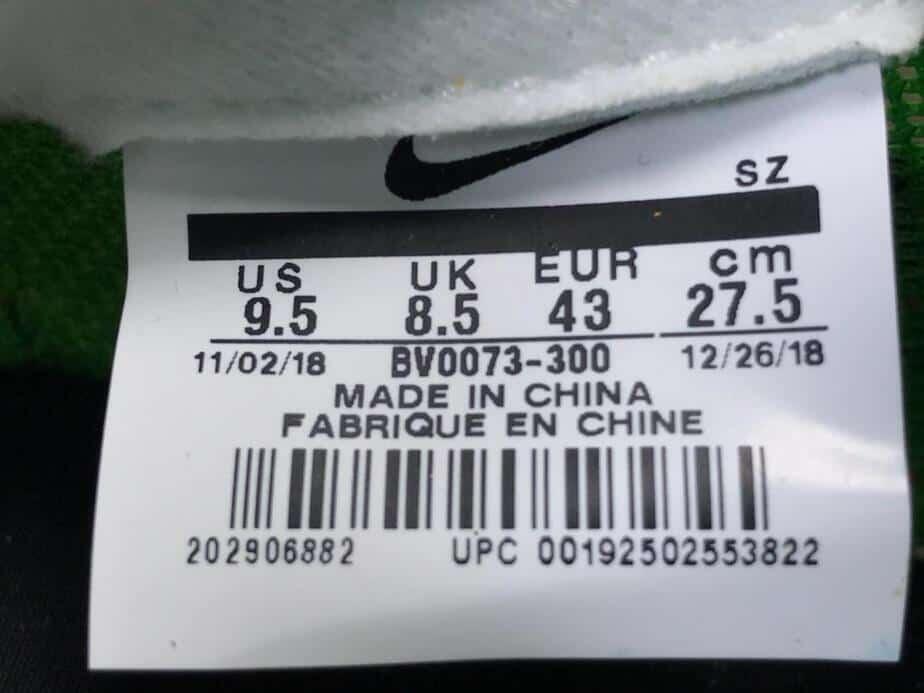 SZ
US UK EUR cm
9.5 8.5 43 27.5
11/02/18 BV0073-300 12/26/18
MADE IN CHINA
FABRIQUE EN CHINE
202906882 UPC 00192502553822